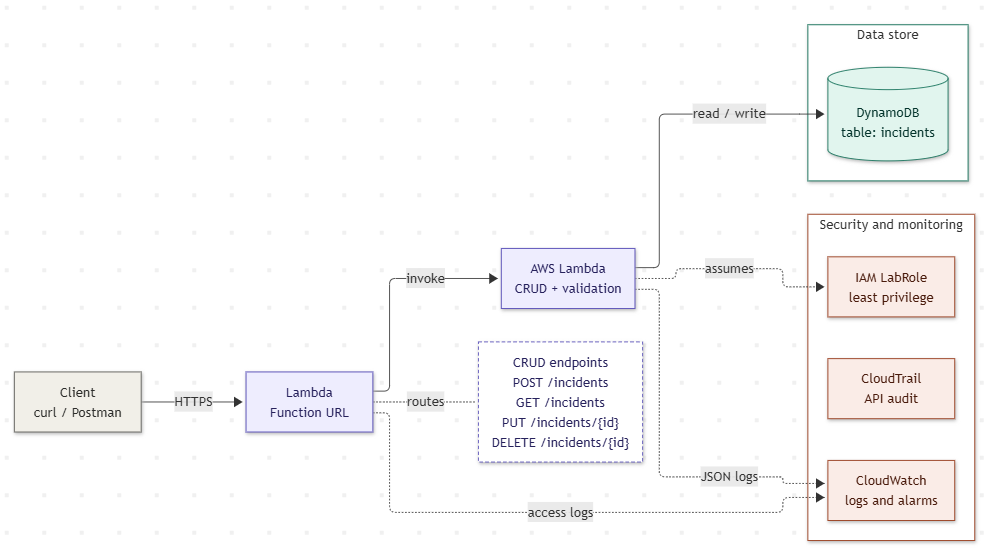 Data store
DynamoDB
table: incidents
read / write
Security and monitoring
AWS Lambda
CRUD + validation
invoke
assumes
IAM LabRole
least privilege
CRUD endpoints
POST /incidents
GET /incidents
PUT /incidents/{id}
DELETE /incidents/{id}
Client
curl / Postman
HTTPS
Lambda
Function URL
routes
CloudTrail
API audit
JSON logs
CloudWatch
logs and alarms
access logs